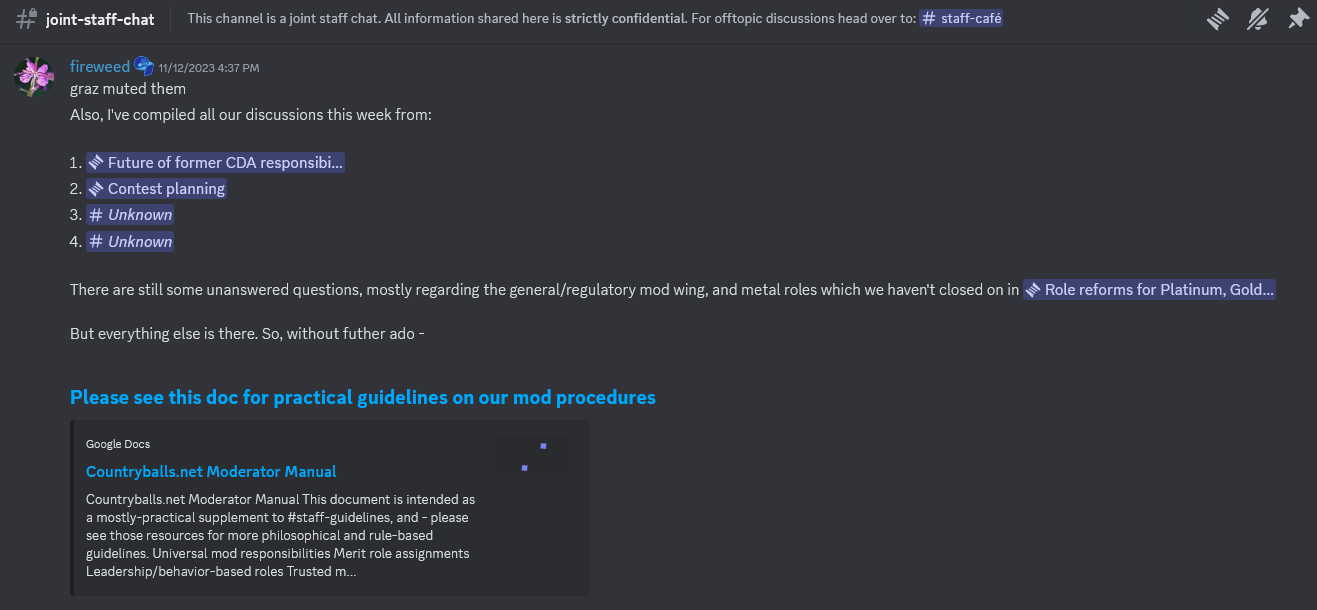 joint-staff-chat
This channel is a joint staff chat. All information shared here is strictly confidential. For offtopic discussions head over to: # staff-café
fireweed 11/12/2023 4:37 PM
graz muted them
Also, I've compiled all our discussions this week from:
1. Future of former CDA responsibi...
2. Contest planning
3. # Unknown
4. # Unknown
There are still some unanswered questions, mostly regarding the general/regulatory mod wing, and metal roles which we haven't closed on in Role reforms for Platinum, Gold...
But everything else is there. So, without futher ado -
Please see this doc for practical guidelines on our mod procedures
Google Docs
Countryballs.net Moderator Manual
Countryballs.net Moderator Manual This document is intended as
a mostly-practical supplement to #staff-guidelines, and - please
see those resources for more philosophical and rule-based
guidelines. Universal mod responsibilities Merit role assignments
Leadership/behavior-based roles Trusted m...